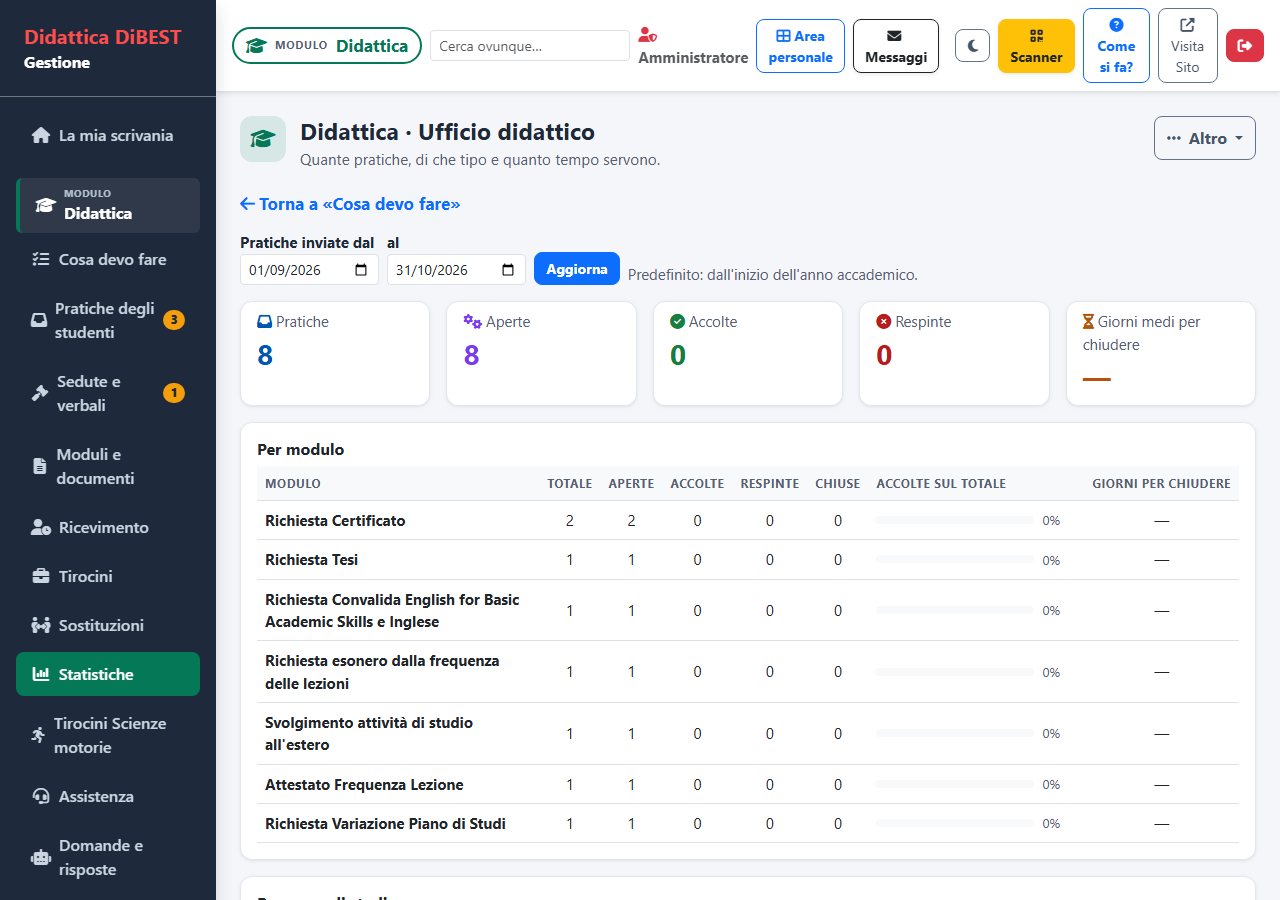 Didattica DiBEST
Gestione
La mia scrivania
MODULO
Didattica
Cosa devo fare
Pratiche degli studenti 3
Sedute e verbali 1
Moduli e documenti
Ricevimento
Tirocini
Sostituzioni
Statistiche
Tirocini Scienze motorie
Assistenza
Domande e risposte
MODULO Didattica
Cerca ovunque...
Amministratore
Area personale
Messaggi
Scanner
Come si fa?
Visita Sito
Didattica · Ufficio didattico
Quante pratiche, di che tipo e quanto tempo servono.
Altro
Torna a «Cosa devo fare»
Pratiche inviate dal al
01/09/2026 31/10/2026 Aggiorna Predefinito: dall'inizio dell'anno accademico.
Pratiche
8
Aperte
8
Accolte
0
Respinte
0
Giorni medi per chiudere
—
Per modulo
MODULO TOTALE APERTE ACCOLTE RESPINTE CHIUSE ACCOLTE SUL TOTALE GIORNI PER CHIUDERE
Richiesta Certificato 2 2 0 0 0 0% —
Richiesta Tesi 1 1 0 0 0 0% —
Richiesta Convalida English for Basic Academic Skills e Inglese 1 1 0 0 0 0% —
Richiesta esonero dalla frequenza delle lezioni 1 1 0 0 0 0% —
Svolgimento attività di studio all'estero 1 1 0 0 0 0% —
Attestato Frequenza Lezione 1 1 0 0 0 0% —
Richiesta Variazione Piano di Studi 1 1 0 0 0 0% —